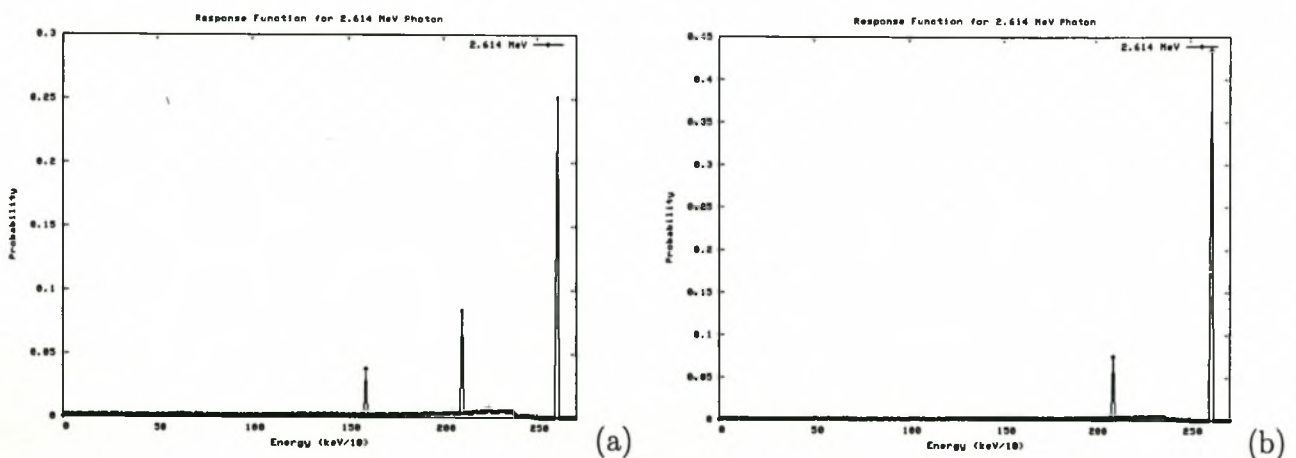 Response Function for 2.614 MeV Photon
2.614 MeV
0.3
0.25
0.2
0.15
0.1
0.05
0
Probability
0 50 100 150 200 250
Energy (keV/10)
(a)
Response Function for 2.614 MeV Photon
2.614 MeV
0.45
0.4
0.35
0.3
0.25
0.2
0.15
0.1
0.05
0
Probability
0 50 100 150 200 250
Energy (keV/10)
(b)